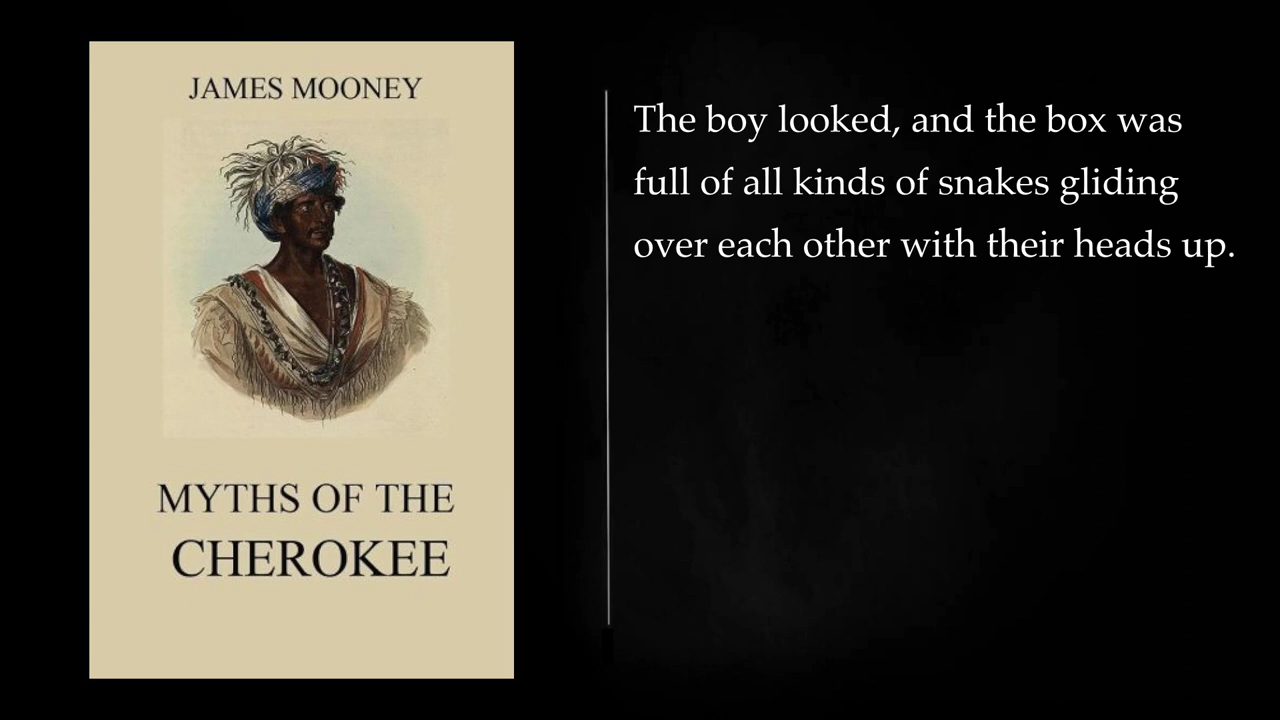 JAMES MOONEY
MYTHS OF THE
CHEROKEE
The boy looked, and the box was
full of all kinds of snakes gliding
over each other with their heads up.